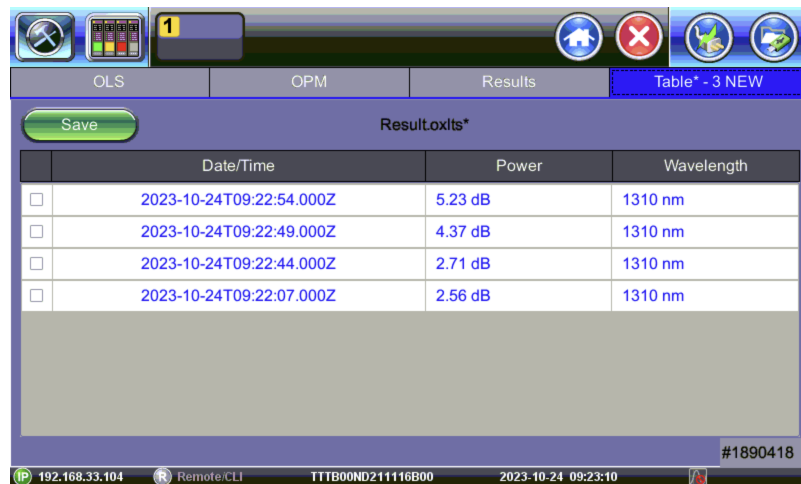 1
OLS OPM Results Table* - 3 NEW
Save Result.oxlts*
Date/Time Power Wavelength
2023-10-24T09:22:54.000Z 5.23 dB 1310 nm
2023-10-24T09:22:49.000Z 4.37 dB 1310 nm
2023-10-24T09:22:44.000Z 2.71 dB 1310 nm
2023-10-24T09:22:07.000Z 2.56 dB 1310 nm
#1890418
IP 192.168.33.104 R Remote/CLI TTTB00ND211116B00 2023-10-24 09:23:10